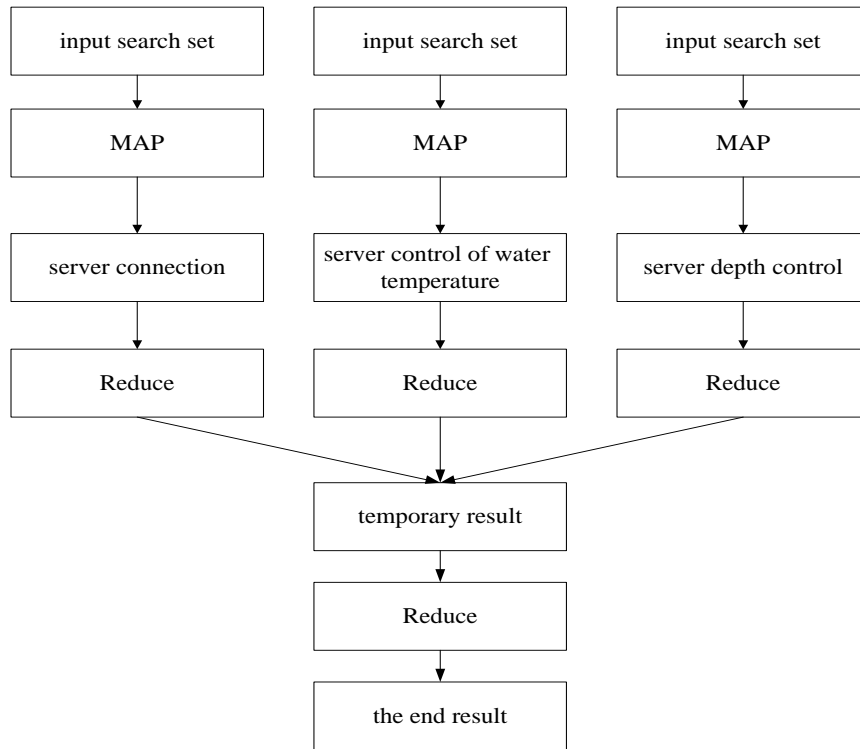 input search set
input search set
input search set
MAP
MAP
MAP
server connection
server control of water
temperature
server depth control
Reduce
Reduce
Reduce
temporary result
Reduce
the end result